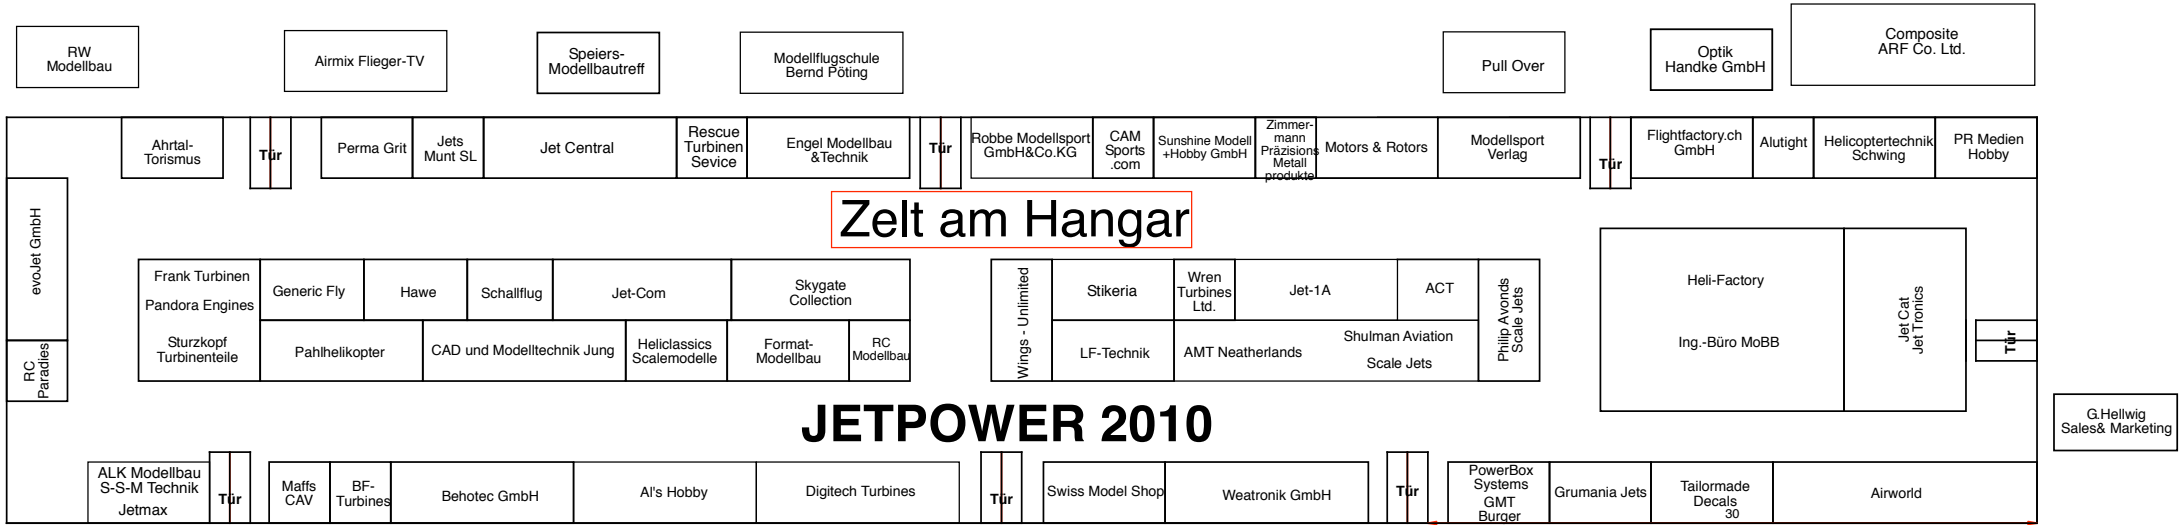 RW
Modellbau
Airmix Flieger-TV
Speiers-
Modellbautreff
Modellflugschule
Bernd Pöting
Pull Over
Optik
Handke GmbH
Composite
ARF Co. Ltd.
Ahrtal-
Torismus
Tür
Perma Grit
Jets
Munt SL
Jet Central
Rescue
Turbinen
Sevice
Engel Modellbau
&Technik
Tür
Robbe Modellsport
GmbH&Co.KG
CAM
Sports
.com
Sunshine Modell
+Hobby GmbH
Zimmer-
mann
Präzisions
Metall
produkte
Motors & Rotors
Modellsport
Verlag
Tür
Flightfactory.ch
GmbH
Alutight
Helicoptertechnik
Schwing
PR Medien
Hobby
Zelt am Hangar
evoJet GmbH
RC
Paradies
Frank Turbinen
Pandora Engines
Sturzkopf
Turbinenteile
Generic Fly
Hawe
Schallflug
Jet-Com
Skygate
Collection
Pahlhelikopter
CAD und Modelltechnik Jung
Heliclassics
Scalemodelle
Format-
Modellbau
RC
Modellbau
Wings - Unlimited
Stikeria
Wren
Turbines
Ltd.
Jet-1A
ACT
LF-Technik
AMT Neatherlands
Shulman Aviation
Scale Jets
Philip Avonds
Scale Jets
Heli-Factory
Ing.-Büro MoBB
Jet Cat
Jet Tronics
Tür
G.Hellwig
Sales& Marketing
JETPOWER 2010
ALK Modellbau
S-S-M Technik
Jetmax
Tür
Maffs
CAV
BF-
Turbines
Behotec GmbH
Al's Hobby
Digitech Turbines
Tür
Swiss Model Shop
Weatronik GmbH
Tür
PowerBox
Systems
GMT
Burger
Grumania Jets
Tailormade
Decals
30
Airworld